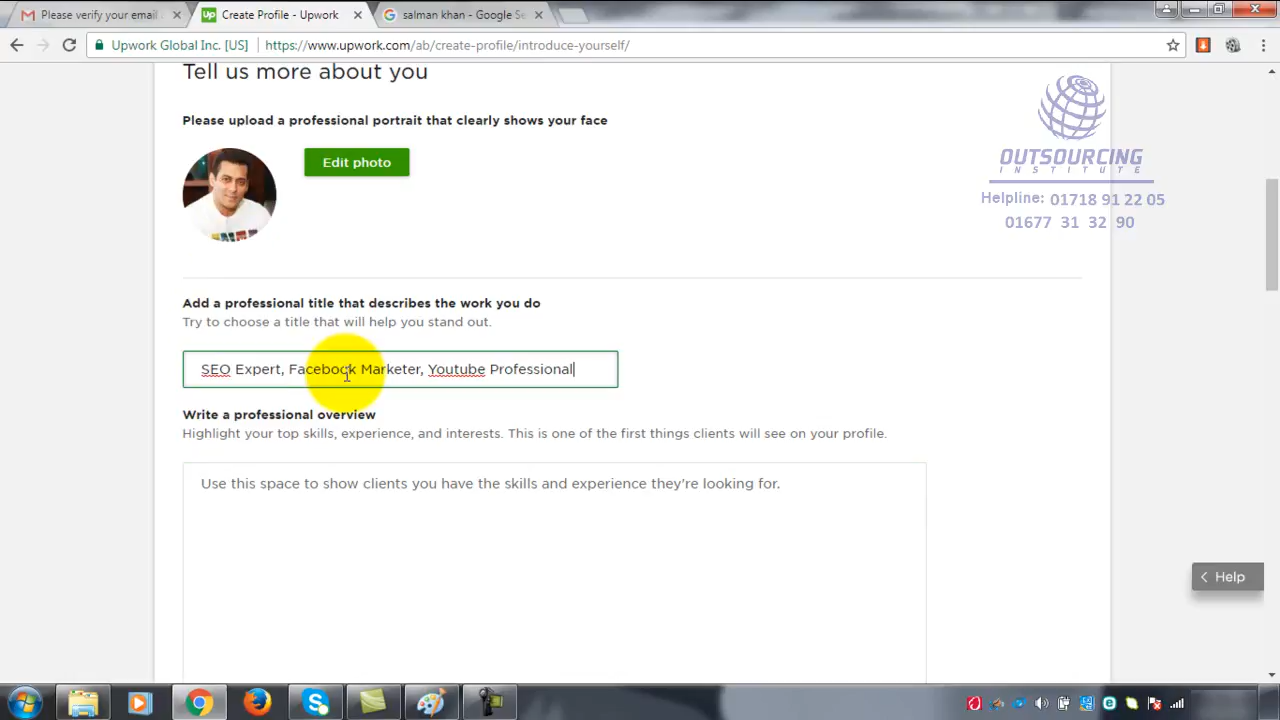 Please verify your email
Create Profile - Upwork
salman khan - Google Se
Upwork Global Inc. [US]
https://www.upwork.com/ab/create-profile/introduce-yourself/
Tell us more about you
Please upload a professional portrait that clearly shows your face
Edit photo
OUTSOURCING
INSTITUTE
Helpline: 01718 91 22 05
01677 31 32 90
Add a professional title that describes the work you do
Try to choose a title that will help you stand out.
SEO Expert, Facebook Marketer, Youtube Professional
Write a professional overview
Highlight your top skills, experience, and interests. This is one of the first things clients will see on your profile.
Use this space to show clients you have the skills and experience they're looking for.
Help